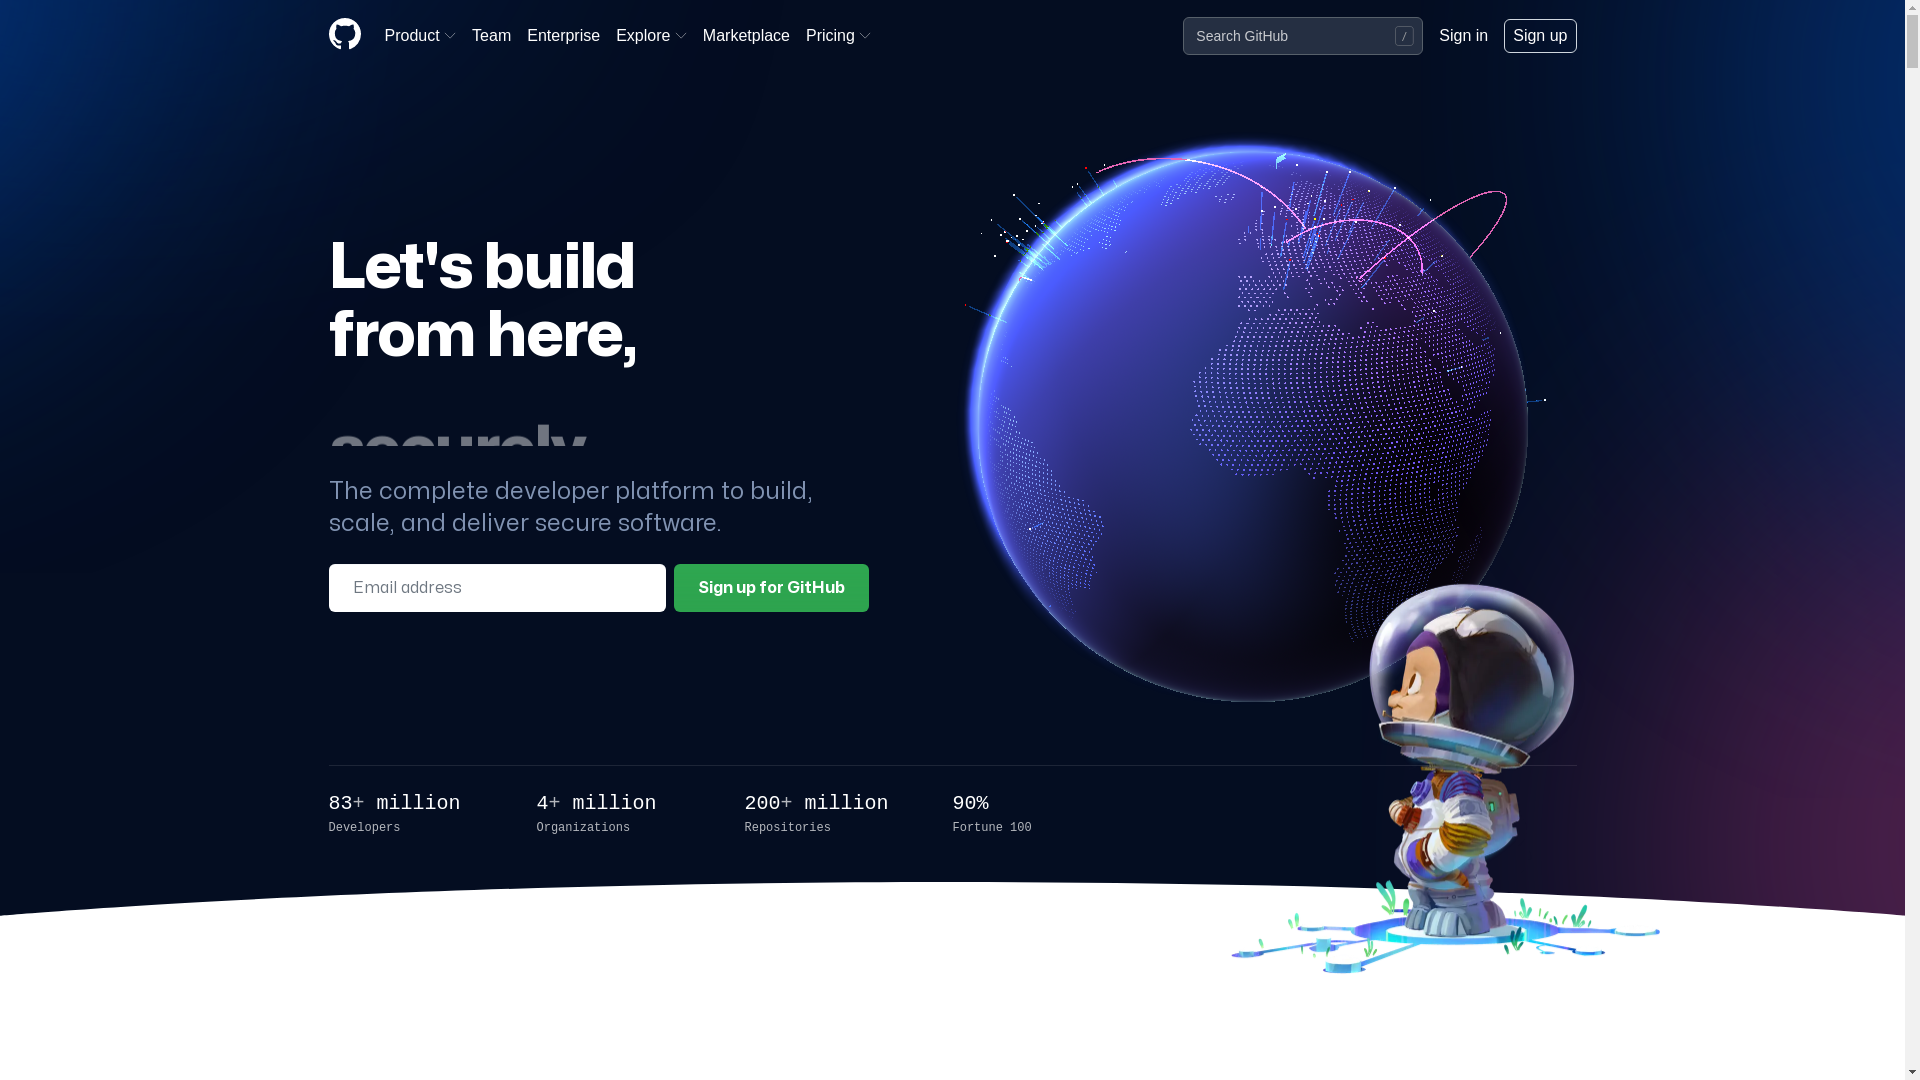 Product
Team
Enterprise
Explore
Marketplace
Pricing
Search GitHub
/
Sign in
Sign up
Let's build
from here,
securely
The complete developer platform to build,
scale, and deliver secure software.
Email address
Sign up for GitHub
83+ million
Developers
4+ million
Organizations
200+ million
Repositories
90%
Fortune 100